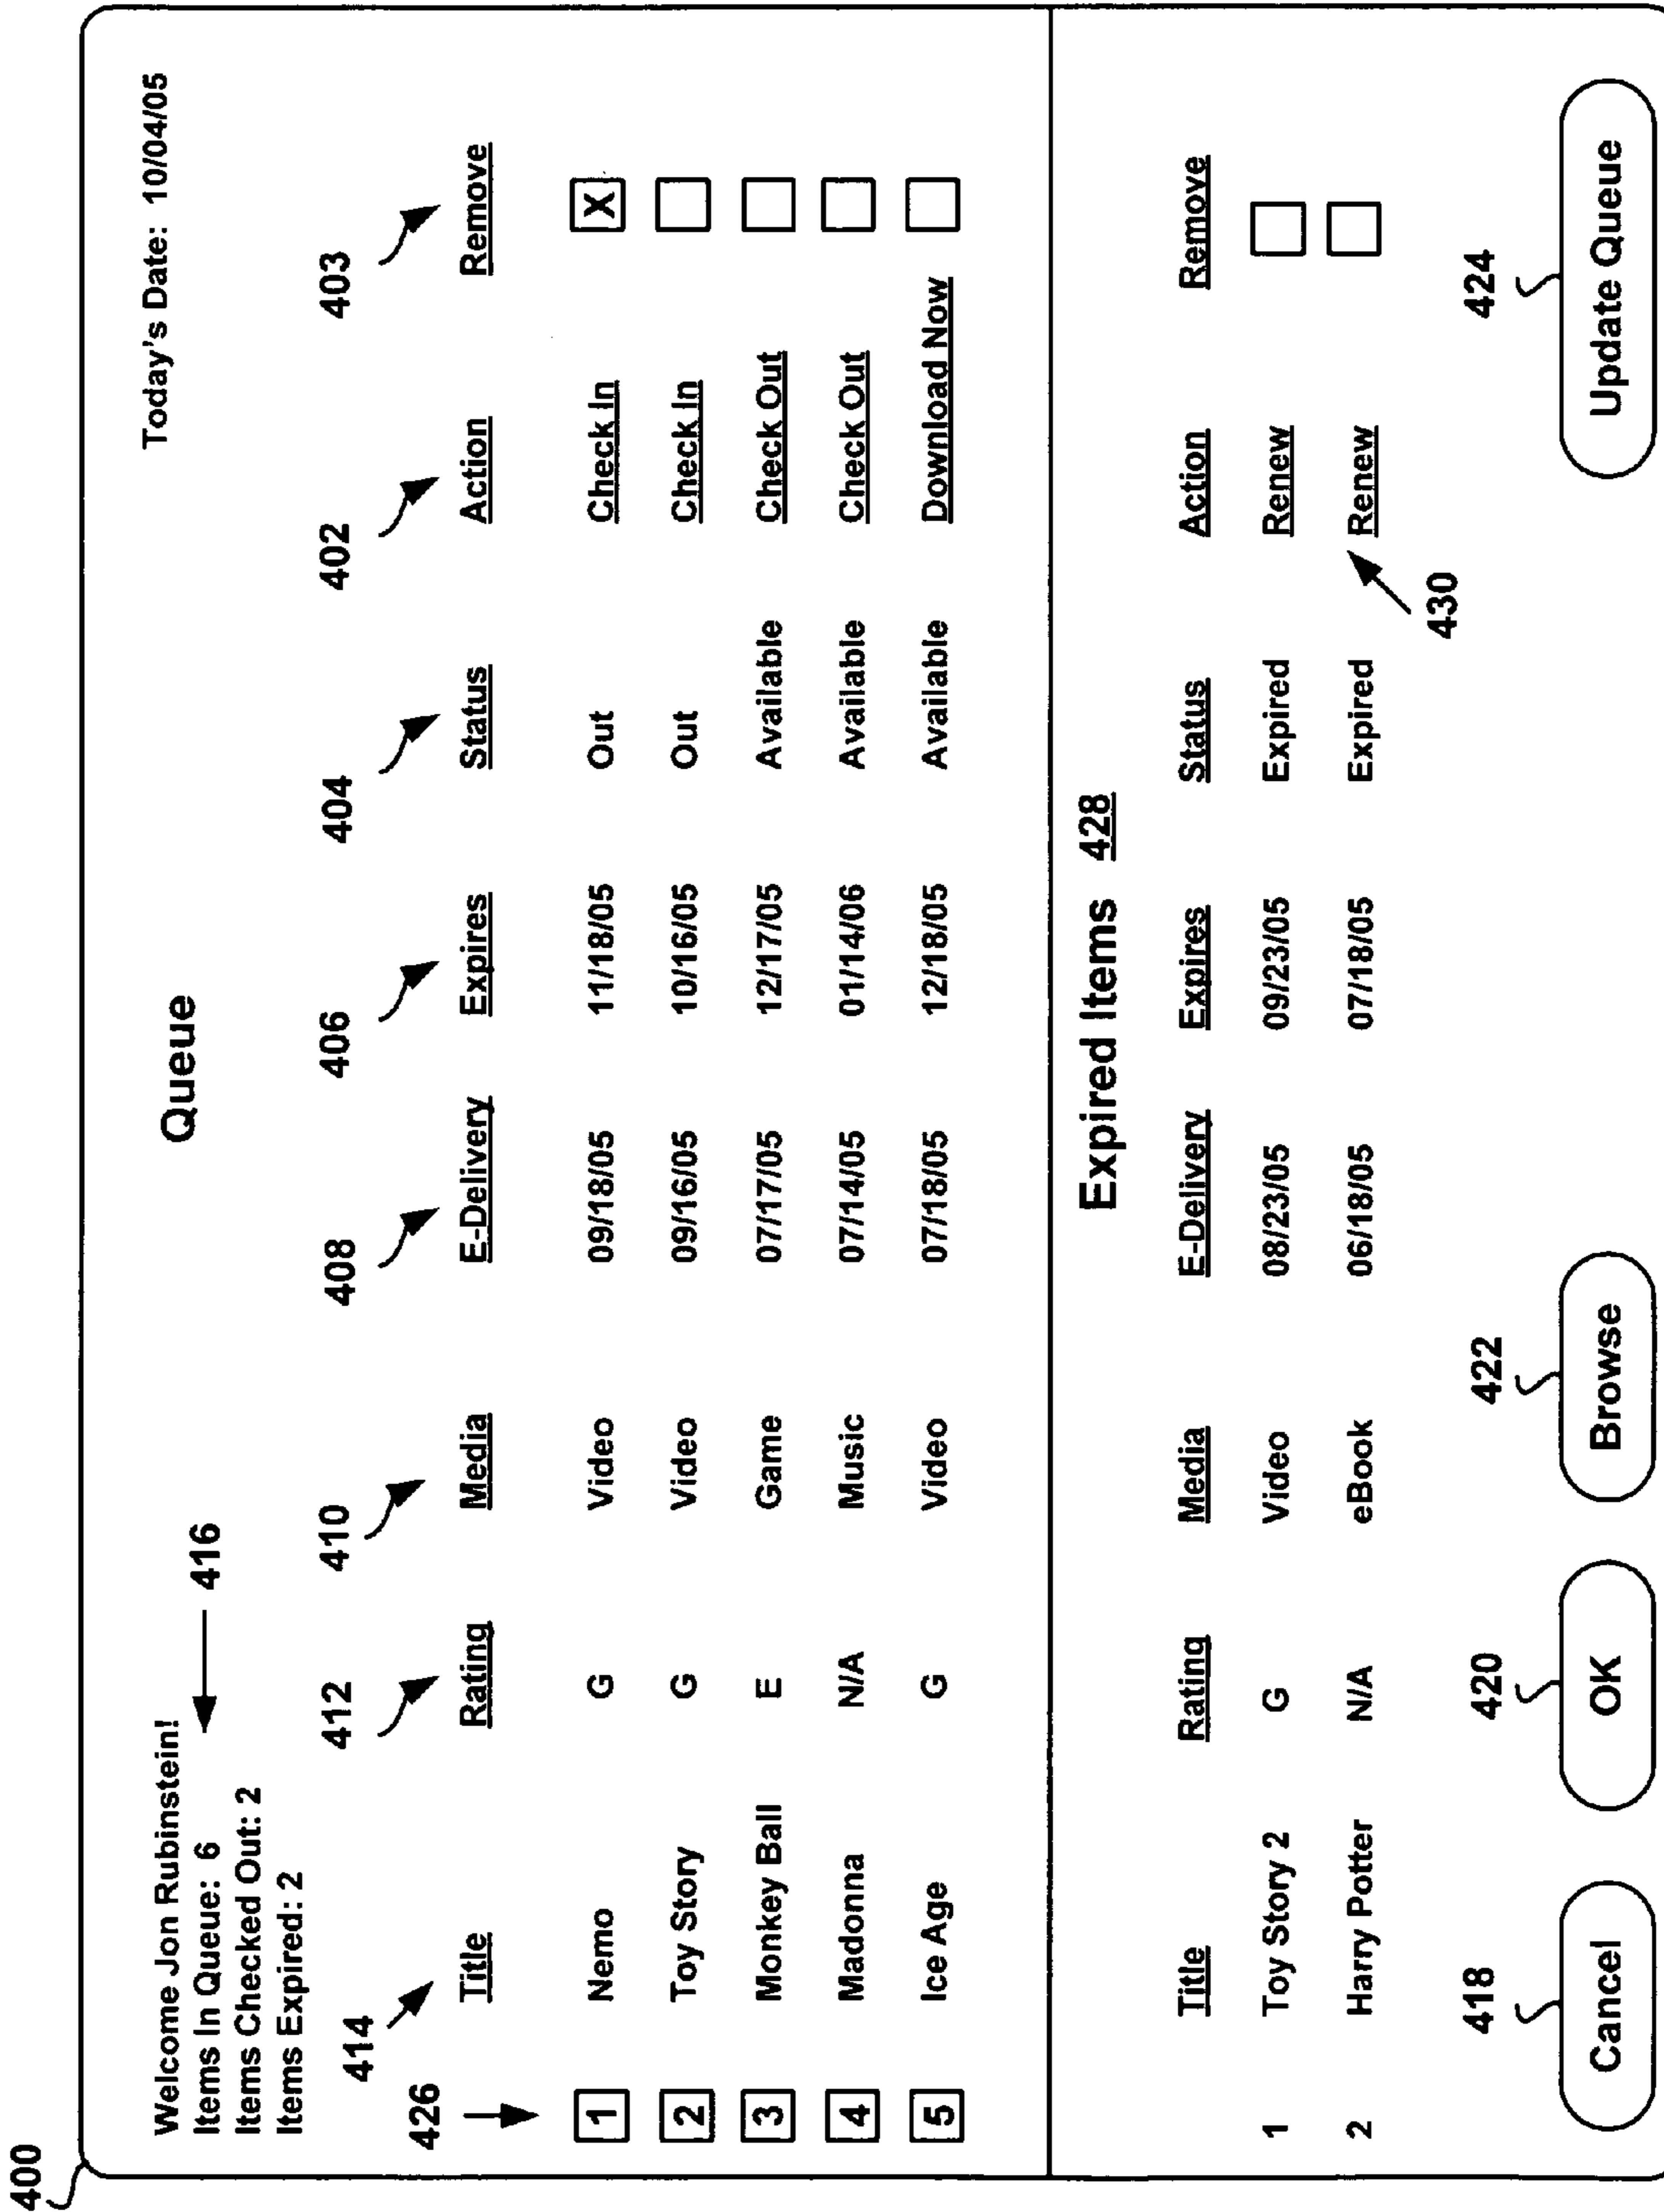 400
Queue
Today's Date: 10/04/05
Welcome Jon Rubinstein!
Items In Queue: 6
416
Items Checked Out: 2
Items Expired: 2
426 414 412 410 408 406 404 402 403
Title Rating Media E-Delivery Expires Status Action Remove
1 Nemo G Video 09/18/05 11/18/05 Out Check In X
2 Toy Story G Video 09/16/05 10/16/05 Out Check In
3 Monkey Ball E Game 07/17/05 12/17/05 Available Check Out
4 Madonna N/A Music 07/14/05 01/14/06 Available Check Out
5 Ice Age G Video 07/18/05 12/18/05 Available Download Now
Expired Items 428
Title Rating Media E-Delivery Expires Status Action Remove
1 Toy Story 2 G Video 08/23/05 09/23/05 Expired Renew
2 Harry Potter N/A eBook 06/18/05 07/18/05 Expired Renew
430
418 420 422 424
Cancel OK Browse Update Queue